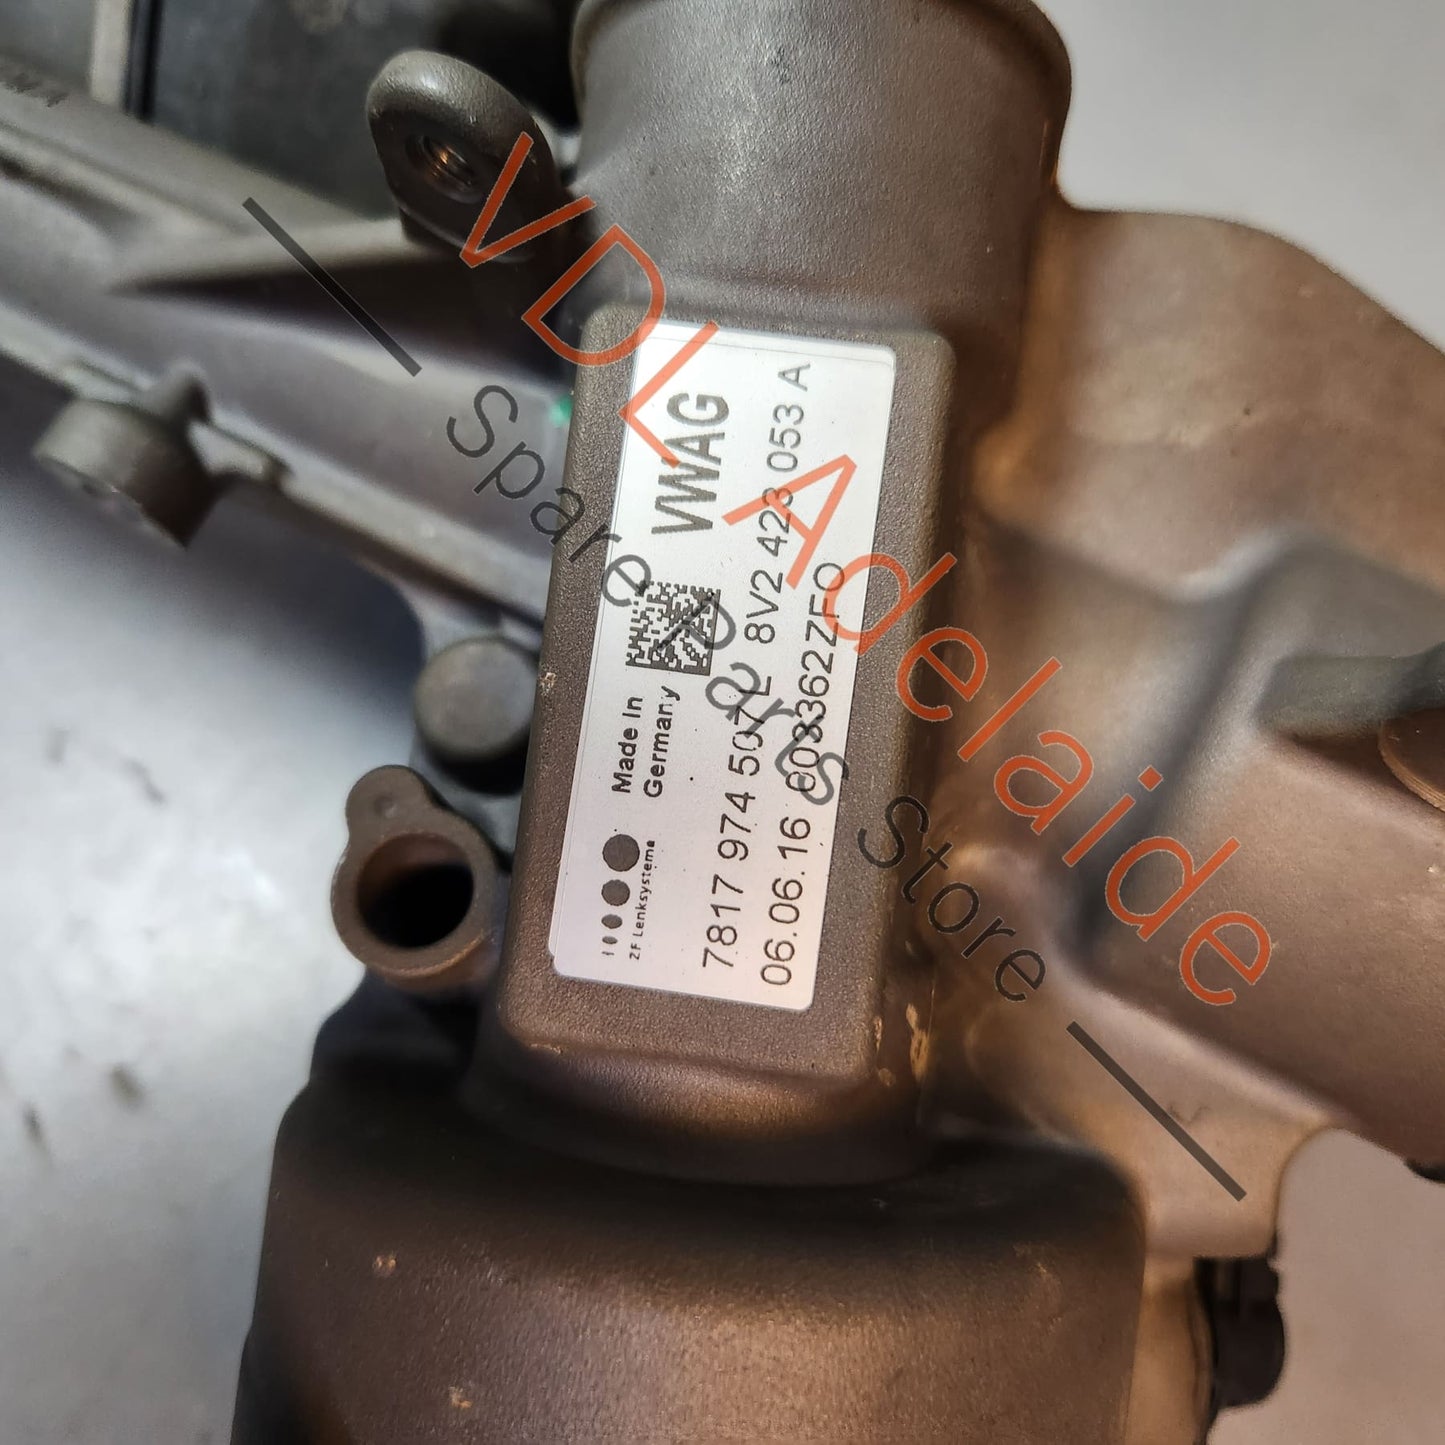 VWAG
Made In
Germany
ZF Lenksysteme
7817 974 507 L 8V2 423 053 A
06.06.16
VDL Adelaide
Spare Parts Store